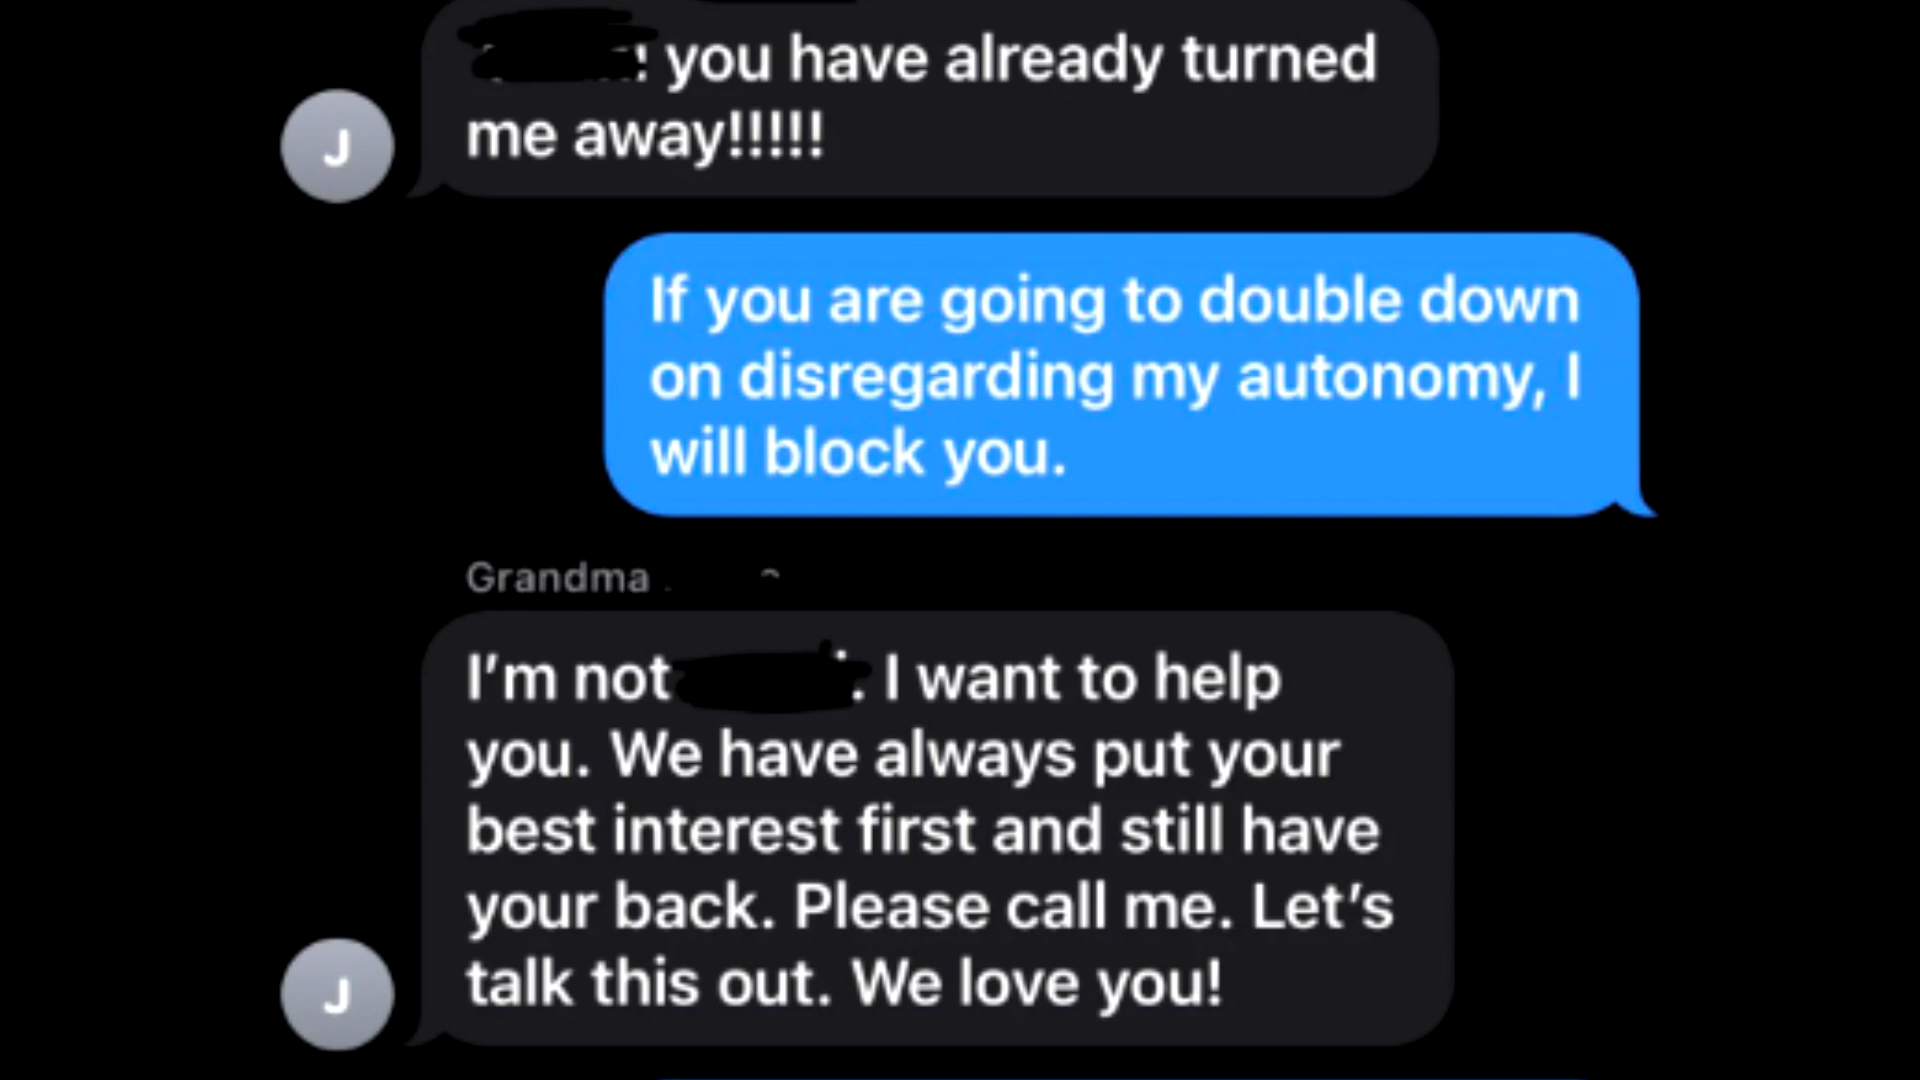 you have already turned
me away!!!!!
J
If you are going to double down
on disregarding my autonomy, I
will block you.
Grandma
I’m not . I want to help
you. We have always put your
best interest first and still have
your back. Please call me. Let’s
talk this out. We love you!
J